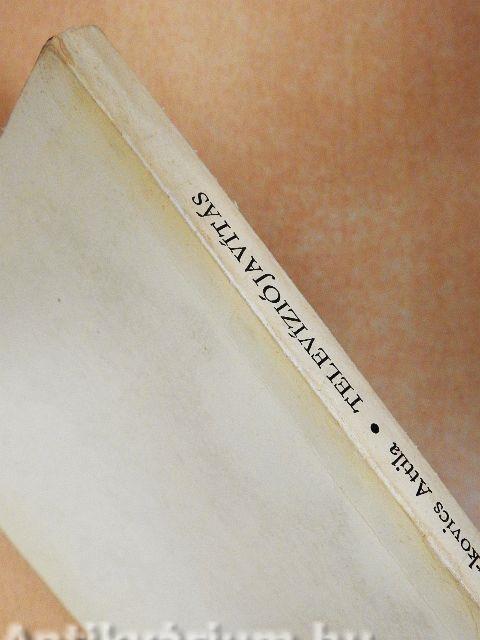 kovics Attila • TELEVÍZIÓJAVÍTÁS
Antikvárium.hu